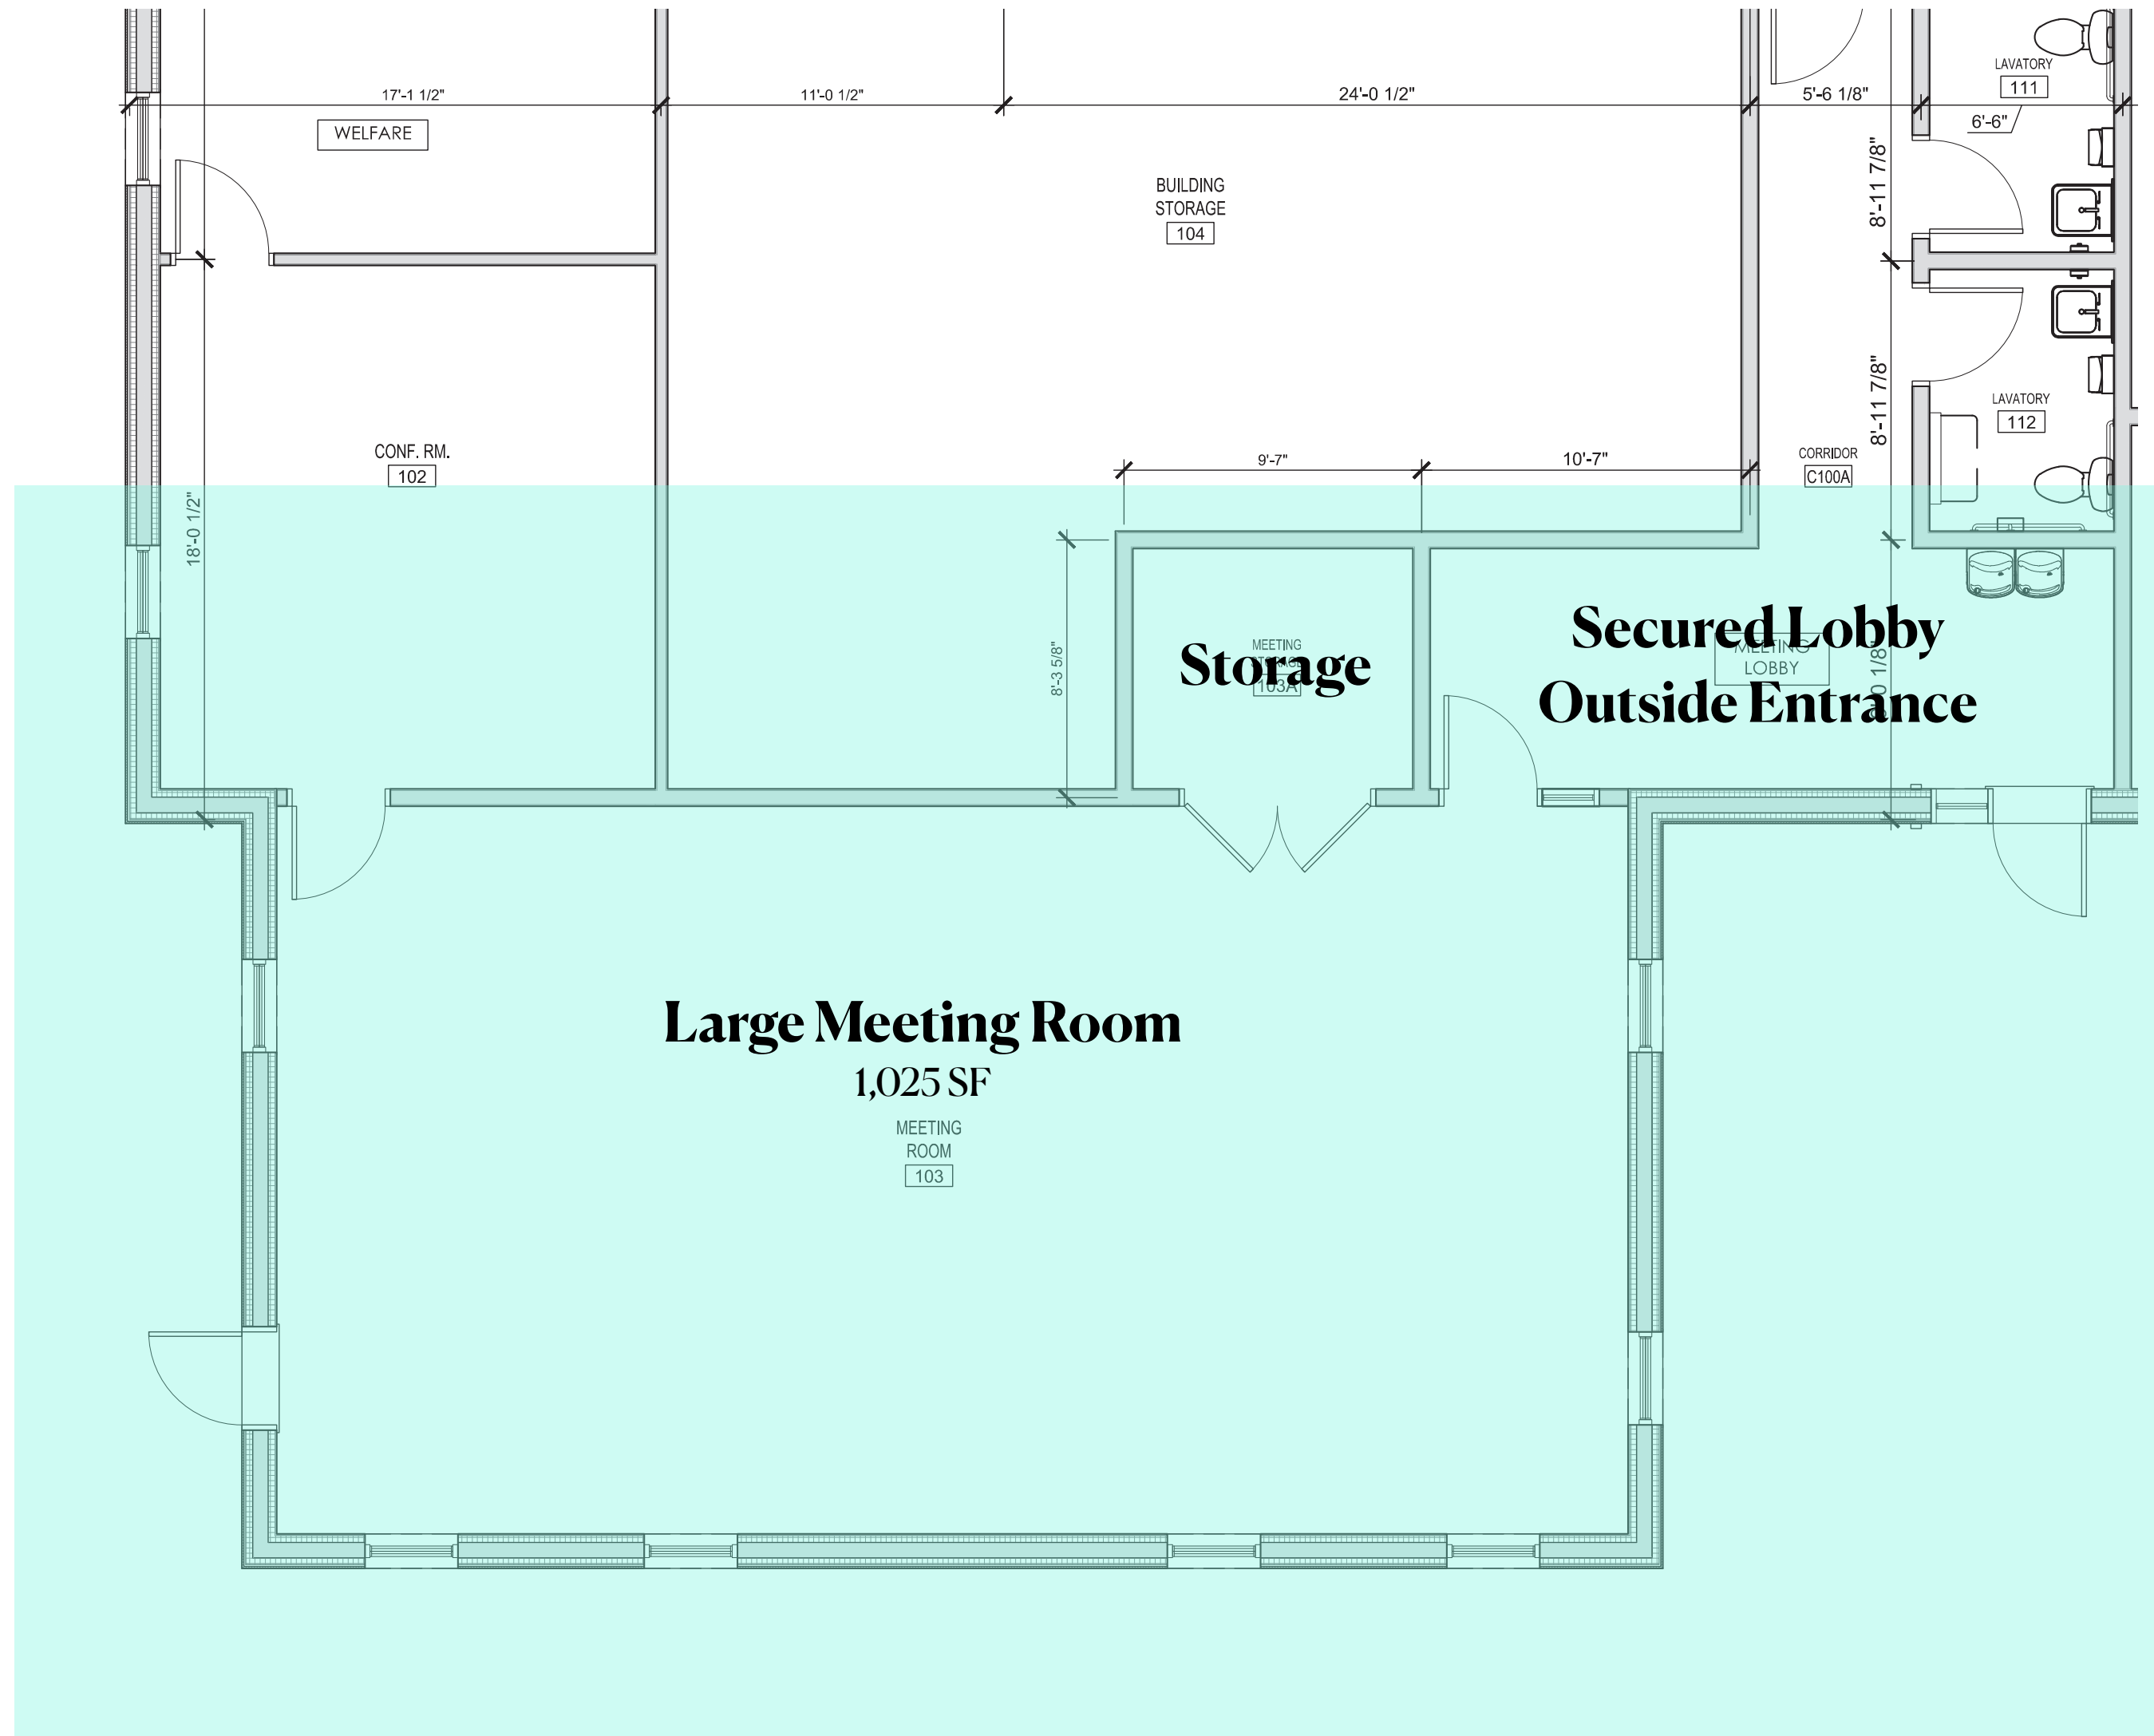 17'-1 1/2"
11'-0 1/2"
24'-0 1/2"
5'-6 1/8"
LAVATORY
111
6'-6"
WELFARE
8'-11 7/8"
BUILDING
STORAGE
104
8'-11 7/8"
LAVATORY
112
CONF. RM.
102
9'-7"
10'-7"
CORRIDOR
C100A
18'-0 1/2"
8'-3 5/8"
MEETING
STORAGE
103A
Storage
Secured Lobby
Outside Entrance
MEETING
LOBBY
Large Meeting Room
1,025 SF
MEETING
ROOM
103